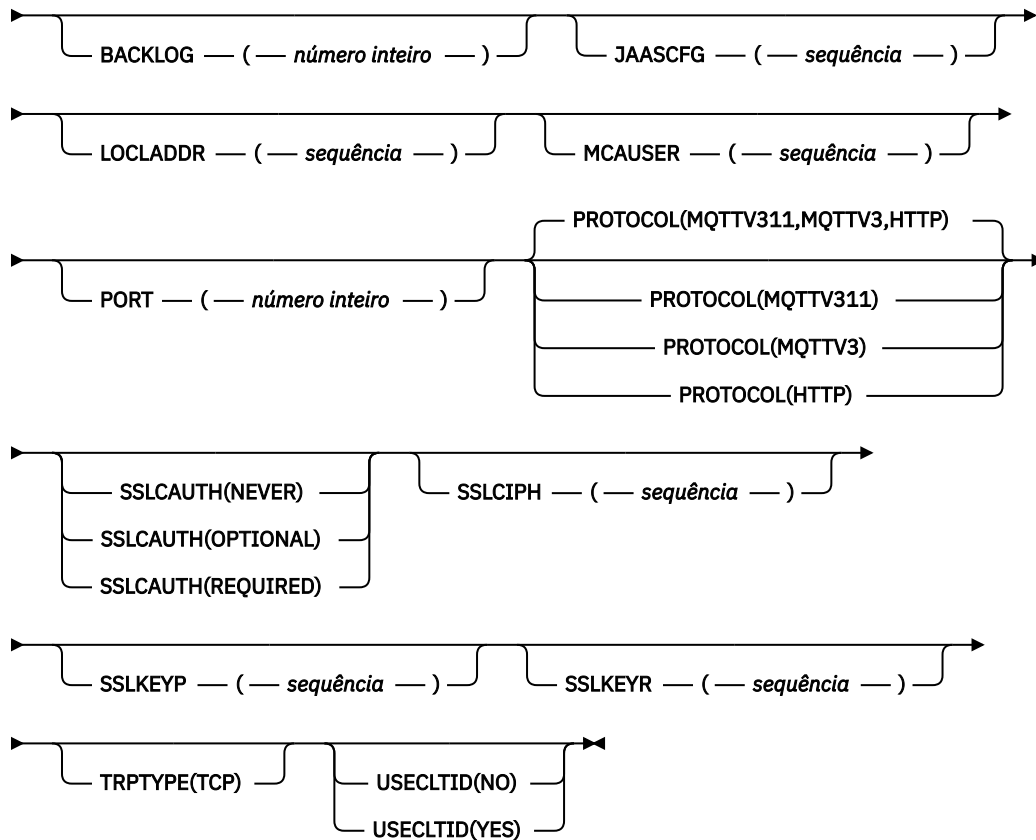 BACKLOG ( número inteiro ) JAASCFG ( sequência )
LOCLADDR ( sequência ) MCAUSER ( sequência )
PROTOCOL(MQTTV311,MQTTV3,HTTP)
PORT ( número inteiro ) PROTOCOL(MQTTV311)
PROTOCOL(MQTTV3)
PROTOCOL(HTTP)
SSLCAUTH(NEVER) SSLCIPH ( sequência )
SSLCAUTH(OPTIONAL)
SSLCAUTH(REQUIRED)
SSLKEYP ( sequência ) SSLKEYR ( sequência )
TRPTYPE(TCP) USECLTID(NO)
USECLTID(YES)